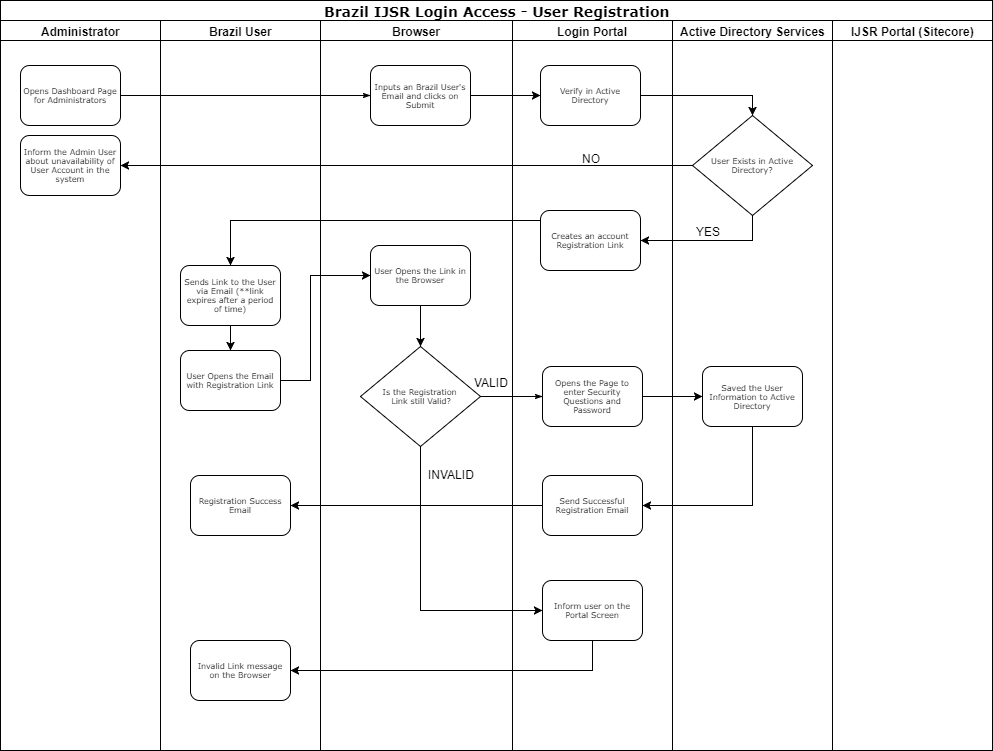 Brazil IJSR Login Access - User Registration
Administrator
Brazil User
Browser
Login Portal
Active Directory Services
IJSR Portal (Sitecore)
Opens Dashboard Page
for Administrators
Inputs an Brazil User's
Email and clicks on
Submit
Verify in Active
Directory
Inform the Admin User
about unavailability of
User Account in the
system
NO
User Exists in Active
Directory?
YES
Creates an account
Registration Link
Sends Link to the User
via Email (**link
expires after a period
of time)
User Opens the Link in
the Browser
User Opens the Email
with Registration Link
Is the Registration
Link still Valid?
VALID
Opens the Page to
enter Security
Questions and
Password
Saved the User
Information to Active
Directory
INVALID
Registration Success
Email
Send Successful
Registration Email
Inform user on the
Portal Screen
Invalid Link message
on the Browser